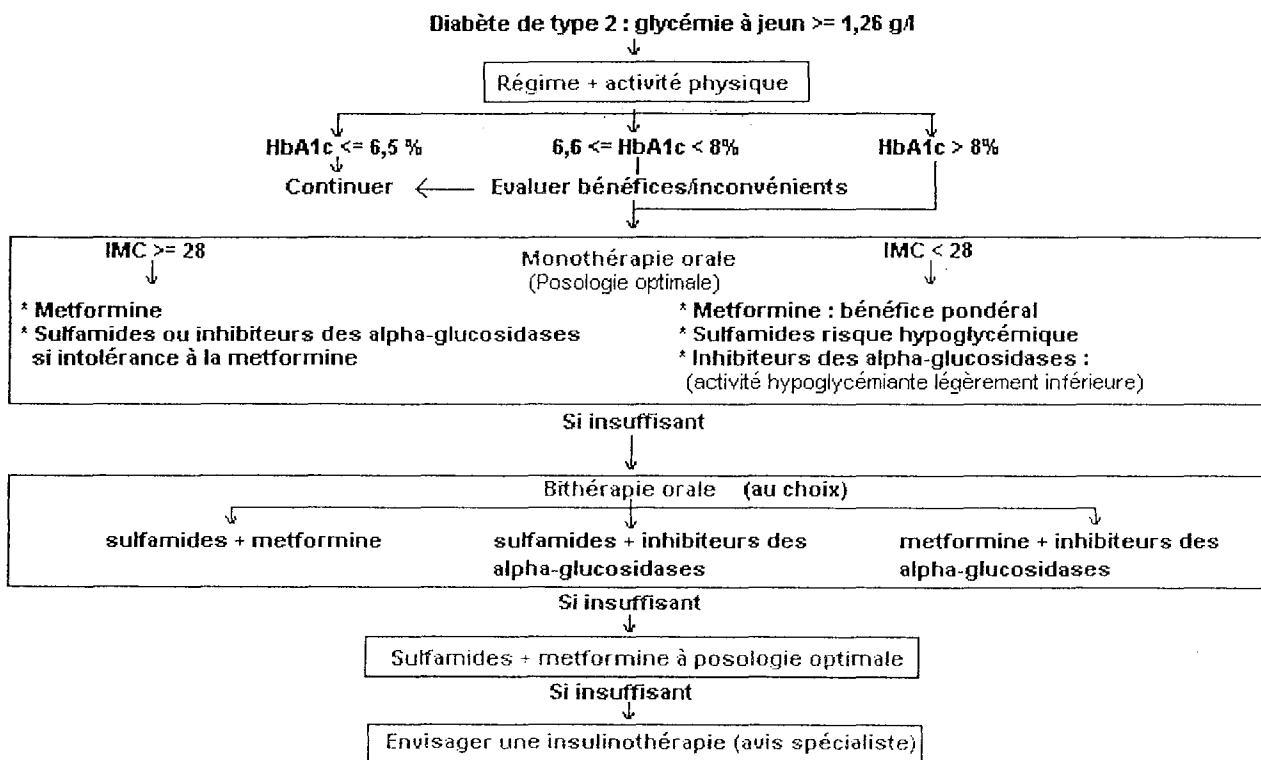 Diabète de type 2 : glycémie à jeun >= 1,26 g/l
Régime + activité physique
HbA1c <= 6,5 %
6,6 <= HbA1c < 8%
HbA1c > 8%
Continuer
Evaluer bénéfices/inconvénients
IMC >= 28
Monothérapie orale
(Posologie optimale)
IMC < 28
* Metformine
* Sulfamides ou inhibiteurs des alpha-glucosidases
si intolérance à la metformine
* Metformine : bénéfice pondéral
* Sulfamides risque hypoglycémique
* Inhibiteurs des alpha-glucosidases :
(activité hypoglycémiante légèrement inférieure)
Si insuffisant
Bithérapie orale (au choix)
sulfamides + metformine
sulfamides + inhibiteurs des
alpha-glucosidases
metformine + inhibiteurs des
alpha-glucosidases
Si insuffisant
Sulfamides + metformine à posologie optimale
Si insuffisant
Envisager une insulinothérapie (avis spécialiste)